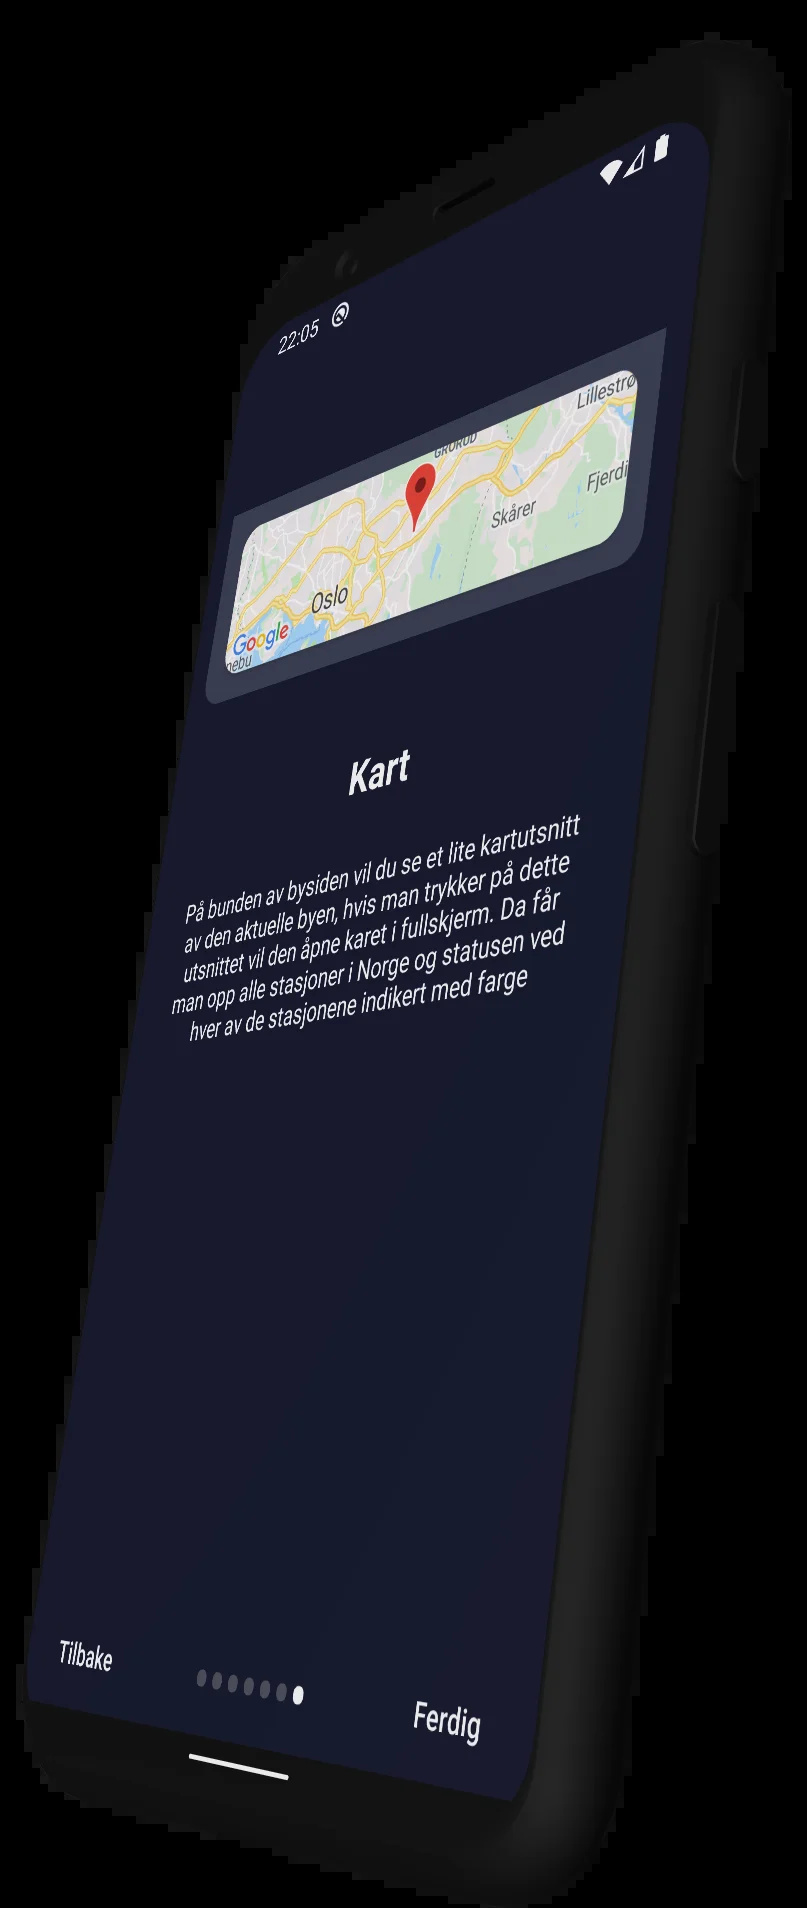 22:05
Lillestrø
GRORUD
Fjerdi
Skårer
Oslo
Google
nebu
Kart
På bunden av bysiden vil du se et lite kartutsnitt
av den aktuelle byen, hvis man trykker på dette
utsnittet vil den åpne karet i fullskjerm. Da får
man opp alle stasjoner i Norge og statusen ved
hver av de stasjonene indikert med farge
Tilbake
Ferdig